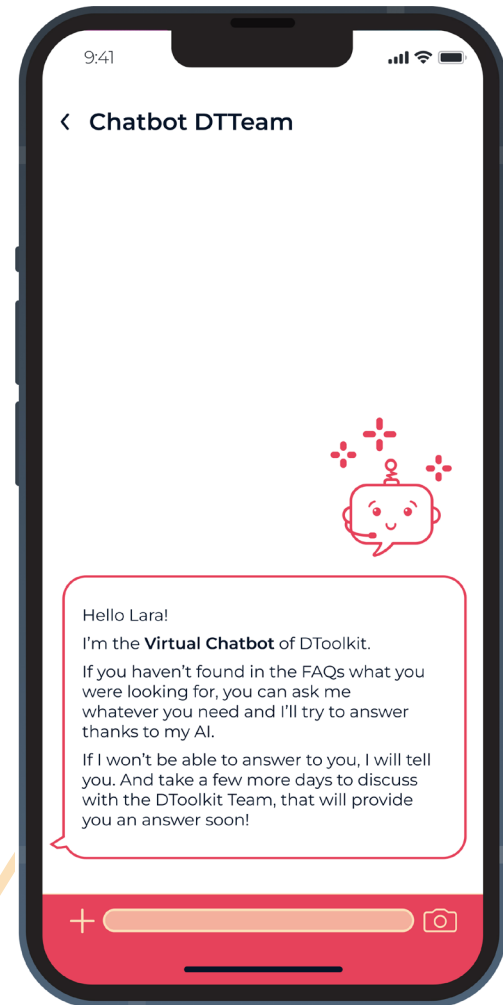 9:41
Chatbot DTTeam
Hello Lara!
I'm the Virtual Chatbot of DToolkit.
If you haven't found in the FAQs what you
were looking for, you can ask me
whatever you need and I'll try to answer
thanks to my AI.
If I won't be able to answer to you, I will tell
you. And take a few more days to discuss
with the DToolkit Team, that will provide
you an answer soon!